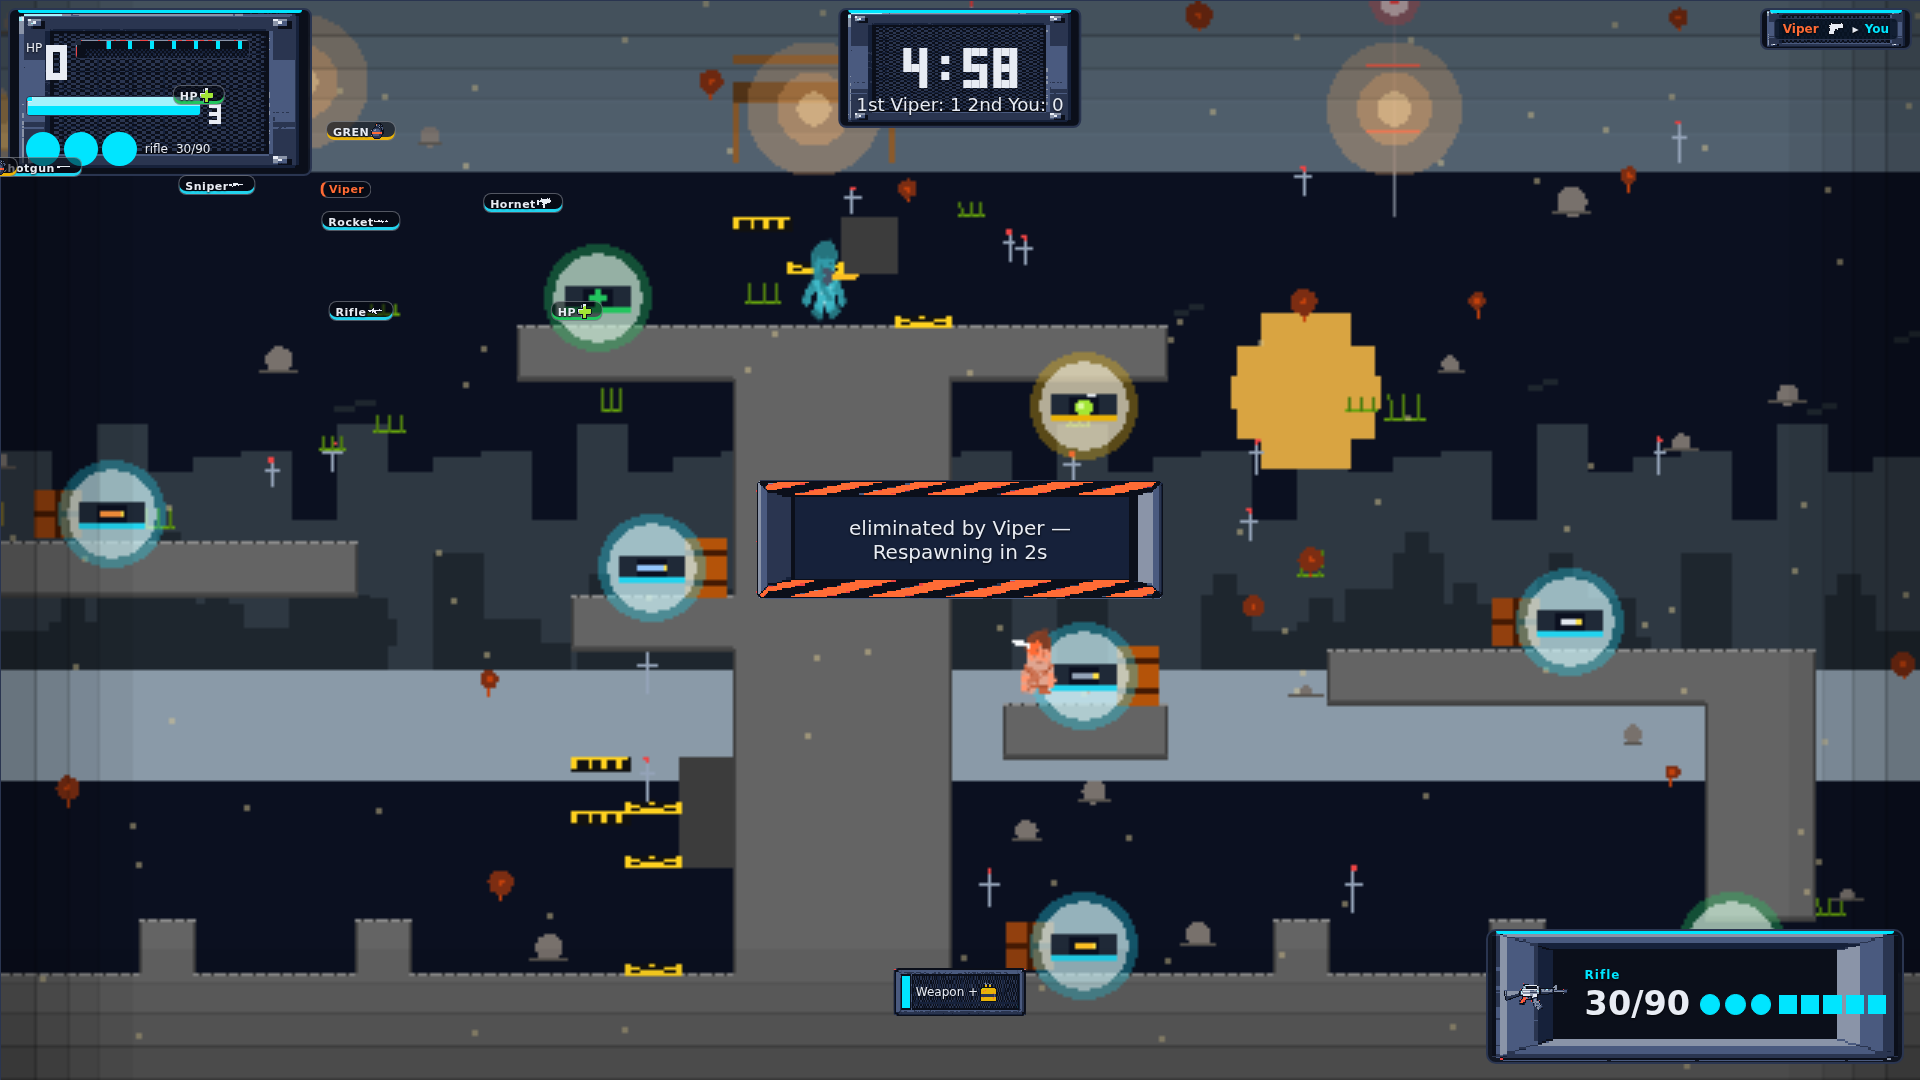 HP
0
HP
3
rifle 30/90
4:58
1st Viper: 1 2nd You: 0
Viper ▸ You
GREN
hotgun
Sniper
Viper
Hornet
Rocket
Rifle
HP
eliminated by Viper —
Respawning in 2s
Weapon +
Rifle
30/90